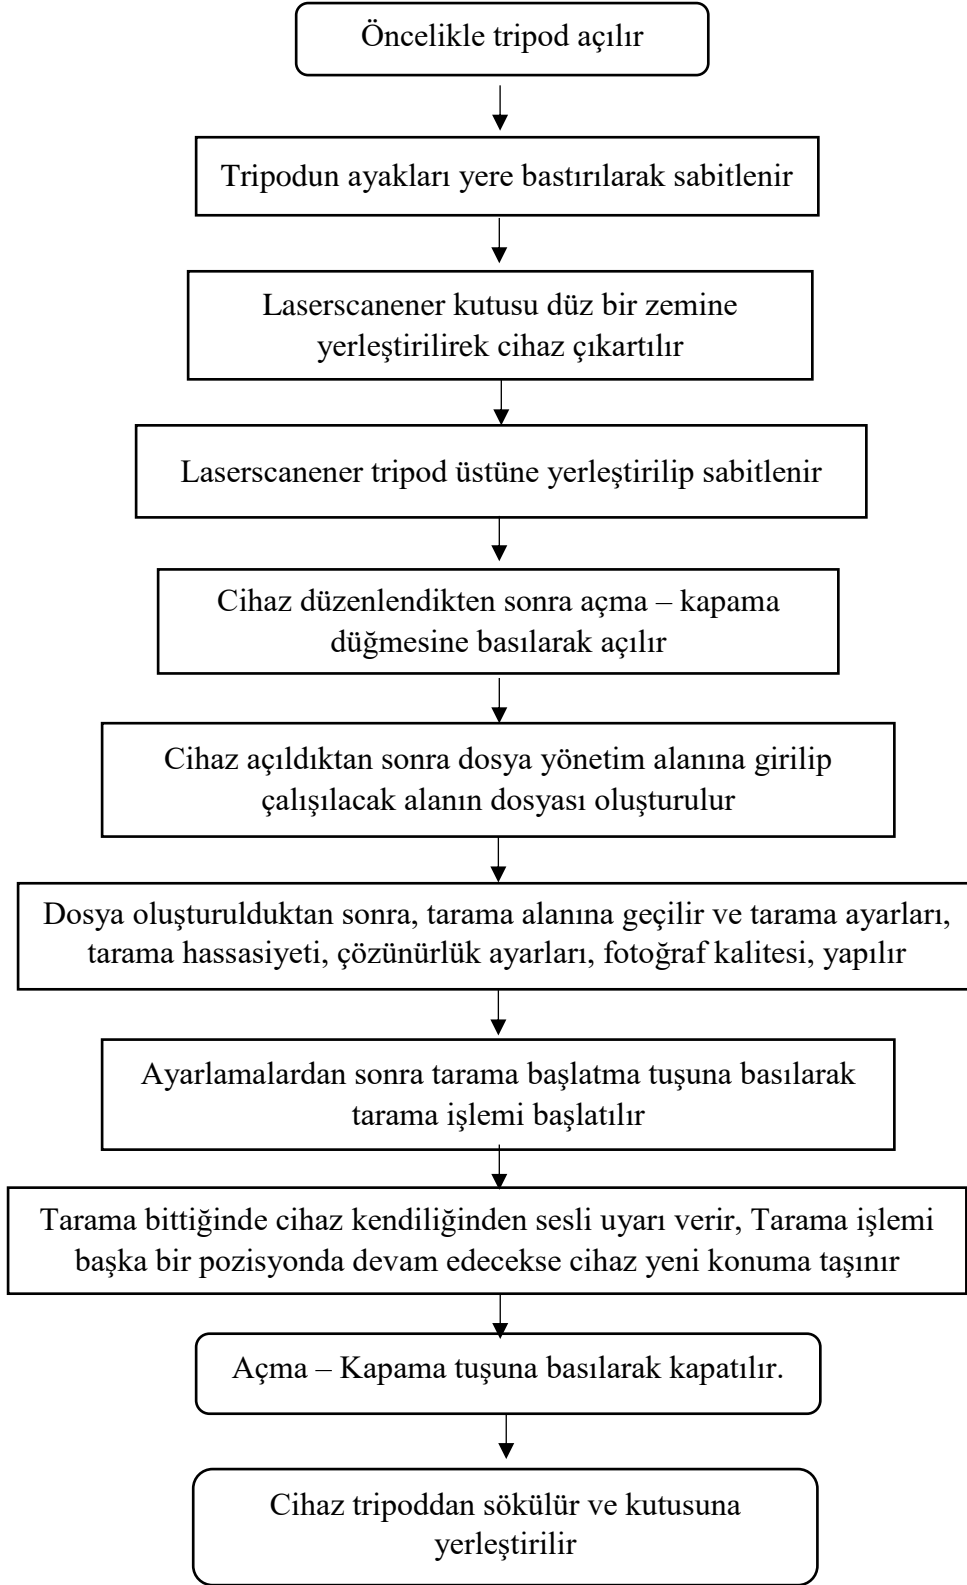 Öncelikle tripod açılır
Tripodun ayakları yere bastırılarak sabitlenir
Laserscanener kutusu düz bir zemine
yerleştirilirek cihaz çıkartılır
Laserscanener tripod üstüne yerleştirilip sabitlenir
Cihaz düzenlendikten sonra açma – kapama
düğmesine basılarak açılır
Cihaz açıldıktan sonra dosya yönetim alanına girilip
çalışılacak alanın dosyası oluşturulur
Dosya oluşturulduktan sonra, tarama alanına geçilir ve tarama ayarları,
tarama hassasiyeti, çözünürlük ayarları, fotoğraf kalitesi, yapılır
Ayarlamalardan sonra tarama başlatma tuşuna basılarak
tarama işlemi başlatılır
Tarama bittiğinde cihaz kendiliğinden sesli uyarı verir, Tarama işlemi
başka bir pozisyonda devam edecekse cihaz yeni konuma taşınır
Açma – Kapama tuşuna basılarak kapatılır.
Cihaz tripoddan sökülür ve kutusuna
yerleştirilir